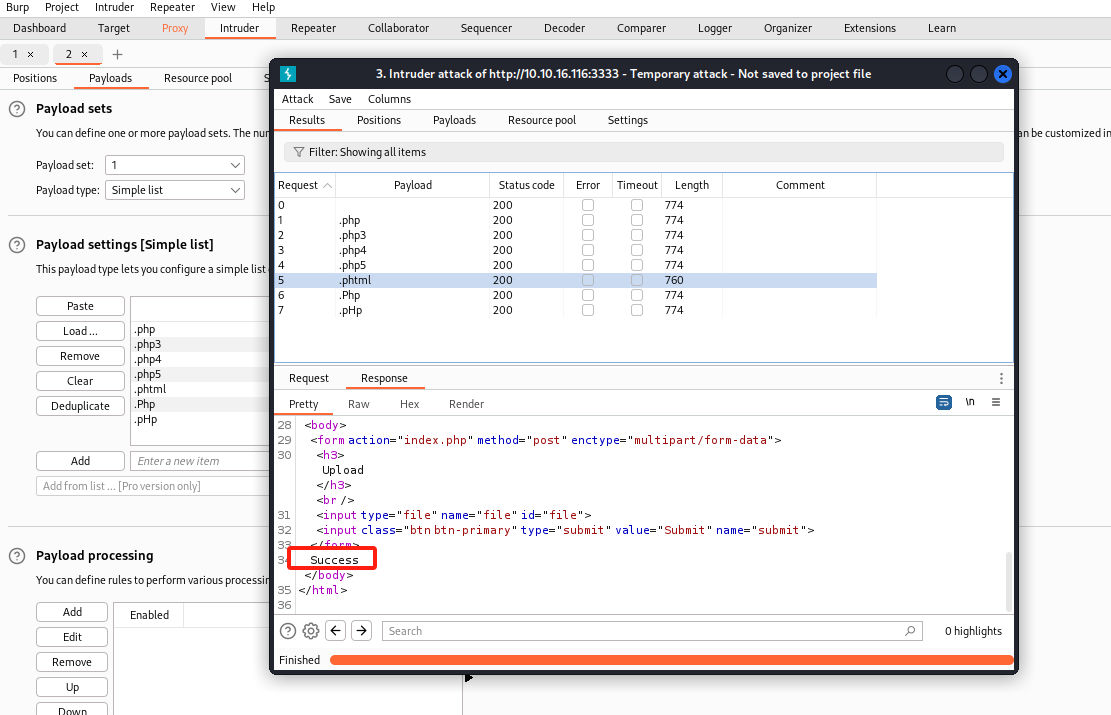 Burp Project Intruder Repeater View Help
Dashboard Target Proxy Intruder Repeater Collaborator Sequencer Decoder Comparer Logger Organizer Extensions Learn
1 × 2 × +
Positions Payloads Resource pool S
? Payload sets
You can define one or more payload sets. The nu
an be customized in
Payload set: 1
Payload type: Simple list
? Payload settings [Simple list]
This payload type lets you configure a simple list
Paste
Load ...
Remove
Clear
Deduplicate
.php
.php3
.php4
.php5
.phtml
.Php
.pHp
Add Enter a new item
Add from list ... [Pro version only]
? Payload processing
You can define rules to perform various processin
Add
Edit
Remove
Up
Down
Enabled
3. Intruder attack of http://10.10.16.116:3333 - Temporary attack - Not saved to project file
Attack Save Columns
Results Positions Payloads Resource pool Settings
Filter: Showing all items
Request Payload Status code Error Timeout Length Comment
0 200 774
1 .php 200 774
2 .php3 200 774
3 .php4 200 774
4 .php5 200 774
5 .phtml 200 760
6 .Php 200 774
7 .pHp 200 774
Request Response
Pretty Raw Hex Render \n
28 <body>
29 <form action="index.php" method="post" enctype="multipart/form-data">
30 <h3>
Upload
</h3>
<br />
31 <input type="file" name="file" id="file">
32 <input class="btn btn-primary" type="submit" value="Submit" name="submit">
33 </form>
34 Success
</body>
35 </html>
36
? Search 0 highlights
Finished